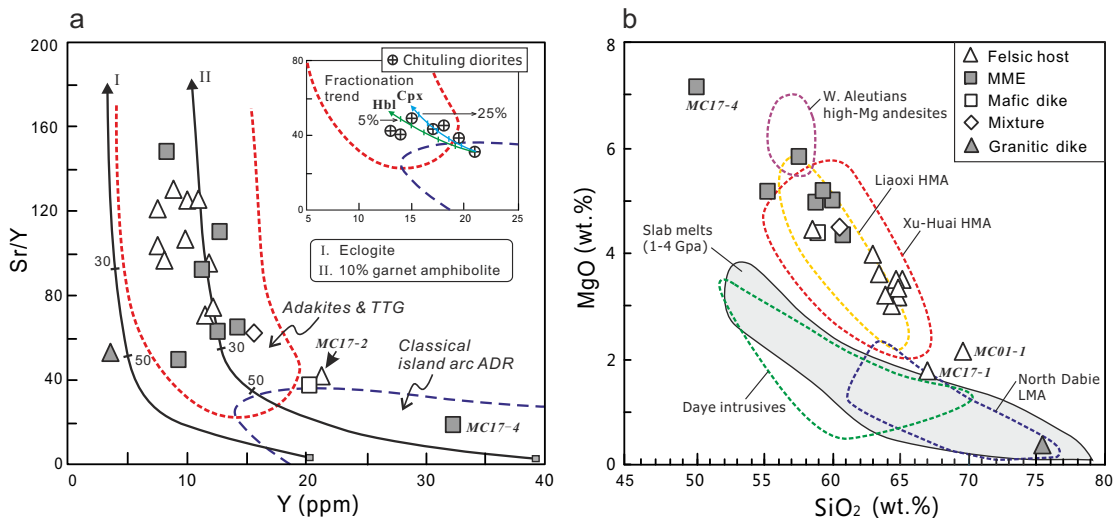 a
Sr/Y
200
160
120
80
40
0
0
10
20
30
40
Y (ppm)
I
II
30
50
30
50
80
40
0
5
10
15
20
25
Chituling diorites
Fractionation
trend
Hbl
Cpx
5%
25%
I. Eclogite
II. 10% garnet amphibolite
Adakites & TTG
MC17-2
Classical
island arc ADR
MC17-4
b
MgO (wt.%)
8
6
4
2
0
50
55
60
65
70
75
80
SiO2 (wt.%)
MC17-4
W. Aleutians
high-Mg andesites
Felsic host
MME
Mafic dike
Mixture
Granitic dike
Liaoxi HMA
Xu-Huai HMA
Slab melts
(1-4 Gpa)
MC01-1
MC17-1
North Dabie
LMA
Daye intrusives